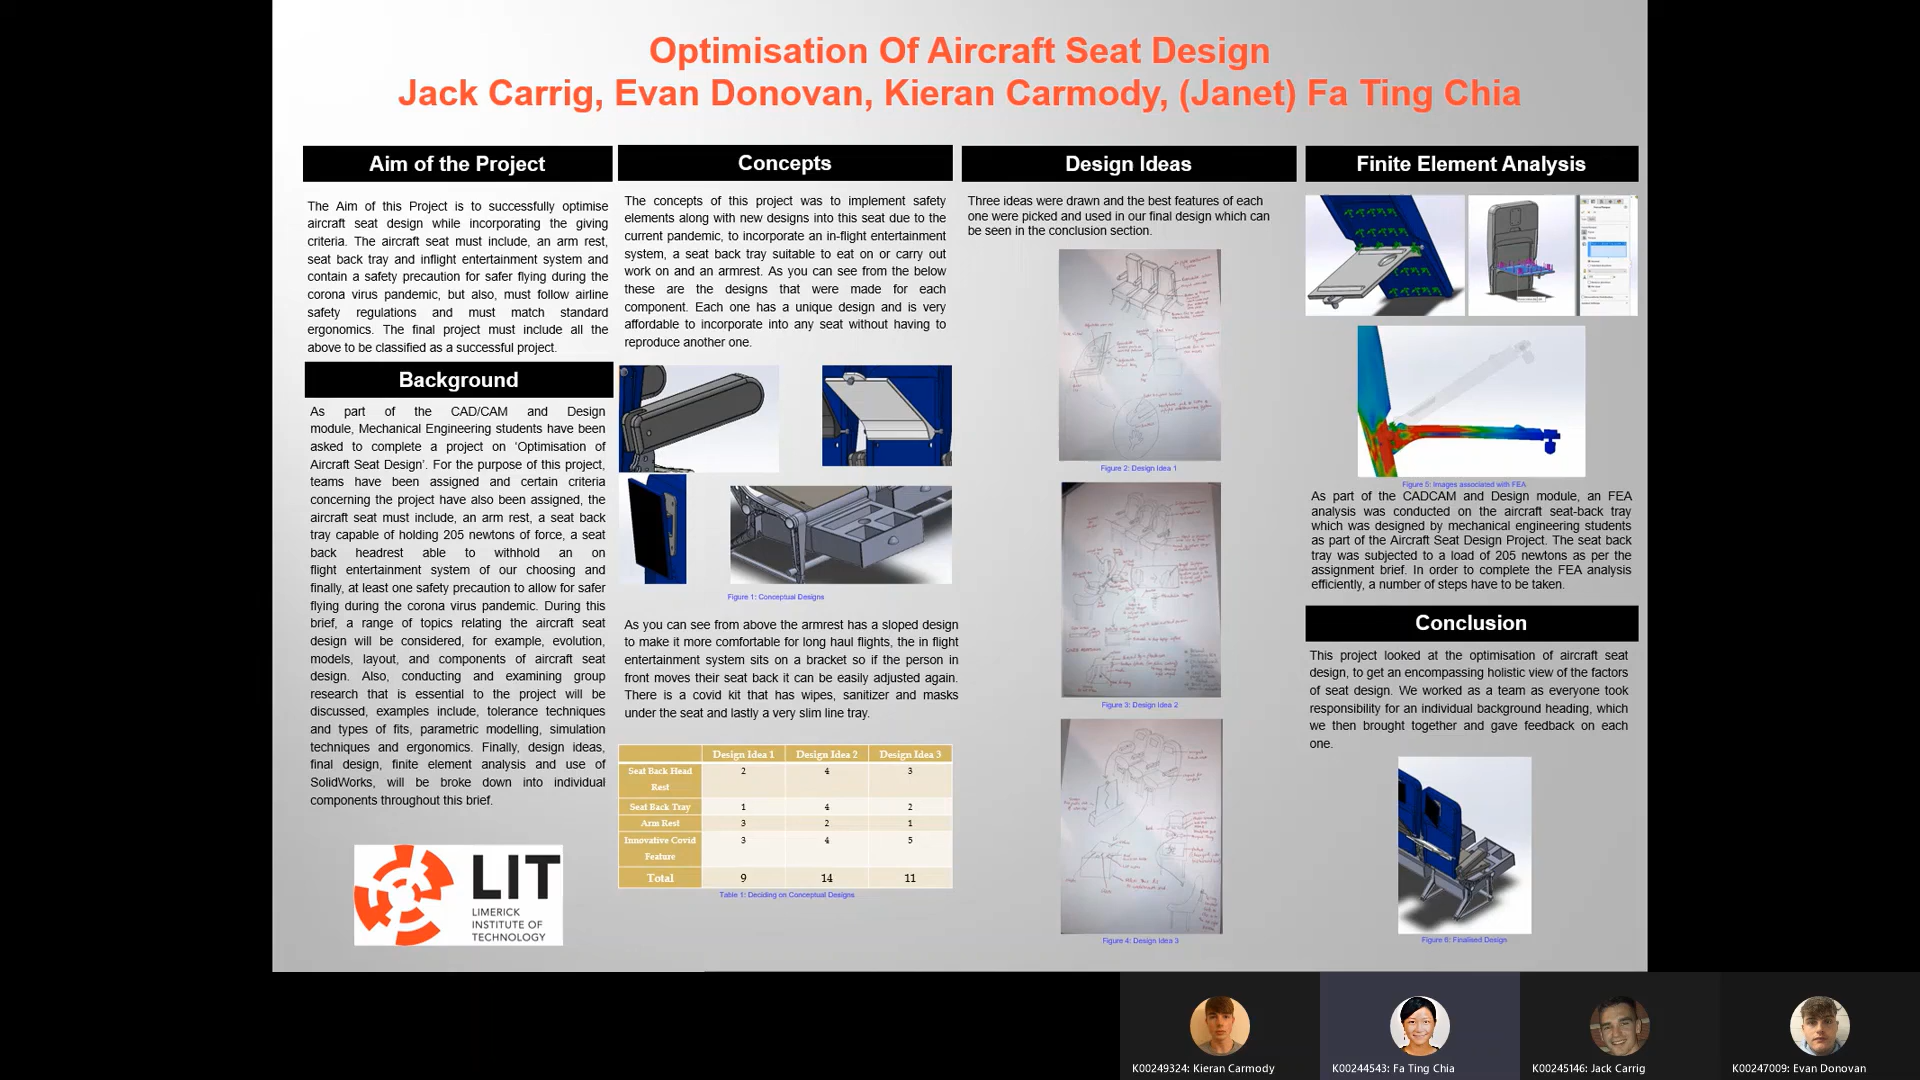 Optimisation Of Aircraft Seat Design
Jack Carrig, Evan Donovan, Kieran Carmody, (Janet) Fa Ting Chia
Aim of the Project
The Aim of this Project is to successfully optimise
aircraft seat design while incorporating the giving
criteria. The aircraft seat must include, an arm rest,
seat back tray and inflight entertainment system and
contain a safety precaution for safer flying during the
corona virus pandemic, but also, must follow airline
safety regulations and must match standard
ergonomics. The final project must include all the
above to be classified as a successful project.
Background
As part of the CAD/CAM and Design
module, Mechanical Engineering students have been
asked to complete a project on ‘Optimisation of
Aircraft Seat Design’. For the purpose of this project,
teams have been assigned and certain criteria
concerning the project have also been assigned, the
aircraft seat must include, an arm rest, a seat back
tray capable of holding 205 newtons of force, a seat
back headrest able to withhold an on
flight entertainment system of our choosing and
finally, at least one safety precaution to allow for safer
flying during the corona virus pandemic. During this
brief, a range of topics relating the aircraft seat
design will be considered, for example, evolution,
models, layout, and components of aircraft seat
design. Also, conducting and examining group
research that is essential to the project will be
discussed, examples include, tolerance techniques
and types of fits, parametric modelling, simulation
techniques and ergonomics. Finally, design ideas,
final design, finite element analysis and use of
SolidWorks, will be broke down into individual
components throughout this brief.
LIT
LIMERICK
INSTITUTE OF
TECHNOLOGY
Concepts
The concepts of this project was to implement safety
elements along with new designs into this seat due to the
current pandemic, to incorporate an in-flight entertainment
system, a seat back tray suitable to eat on or carry out
work on and an armrest. As you can see from the below
these are the designs that were made for each
component. Each one has a unique design and is very
affordable to incorporate into any seat without having to
reproduce another one.
Figure 1: Conceptual Designs
As you can see from above the armrest has a sloped design
to make it more comfortable for long haul flights, the in flight
entertainment system sits on a bracket so if the person in
front moves their seat back it can be easily adjusted again.
There is a covid kit that has wipes, sanitizer and masks
under the seat and lastly a very slim line tray.
Design Idea 1 Design Idea 2 Design Idea 3
Seat Back Head 2 4 3
Rest
Seat Back Tray 1 4 2
Arm Rest 3 2 1
Innovative Covid 3 4 5
Feature
Total 9 14 11
Table 1: Deciding on Conceptual Designs
Design Ideas
Three ideas were drawn and the best features of each
one were picked and used in our final design which can
be seen in the conclusion section.
Figure 2: Design Idea 1
Figure 3: Design Idea 2
Figure 4: Design Idea 3
Finite Element Analysis
Figure 5: Images associated with FEA
As part of the CADCAM and Design module, an FEA
analysis was conducted on the aircraft seat-back tray
which was designed by mechanical engineering students
as part of the Aircraft Seat Design Project. The seat back
tray was subjected to a load of 205 newtons as per the
assignment brief. In order to complete the FEA analysis
efficiently, a number of steps have to be taken.
Conclusion
This project looked at the optimisation of aircraft seat
design, to get an encompassing holistic view of the factors
of seat design. We worked as a team as everyone took
responsibility for an individual background heading, which
we then brought together and gave feedback on each
one.
Figure 6: Finalised Design
K00249324: Kieran Carmody
K00244543: Fa Ting Chia
K00245146: Jack Carrig
K00247009: Evan Donovan